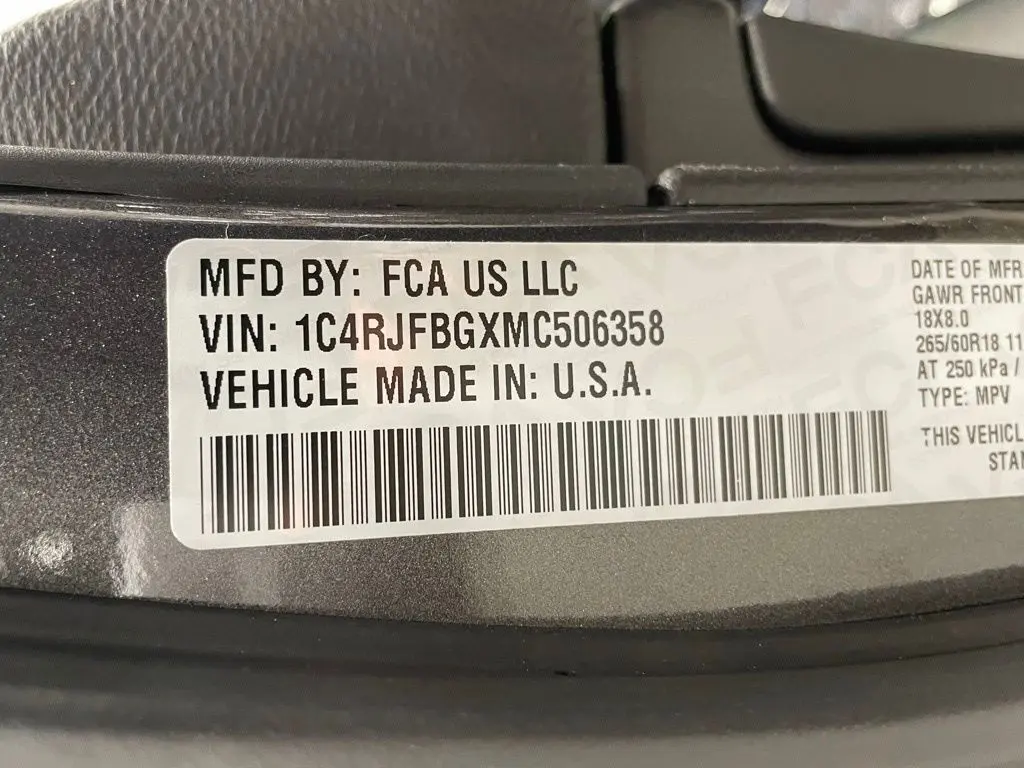 MFD BY: FCA US LLC
VIN: 1C4RJFBGXMC506358
VEHICLE MADE IN: U.S.A.
DATE OF MFR
GAWR FRONT
18X8.0
265/60R18 11
AT 250 kPa /
TYPE: MPV
THIS VEHICL
STAN